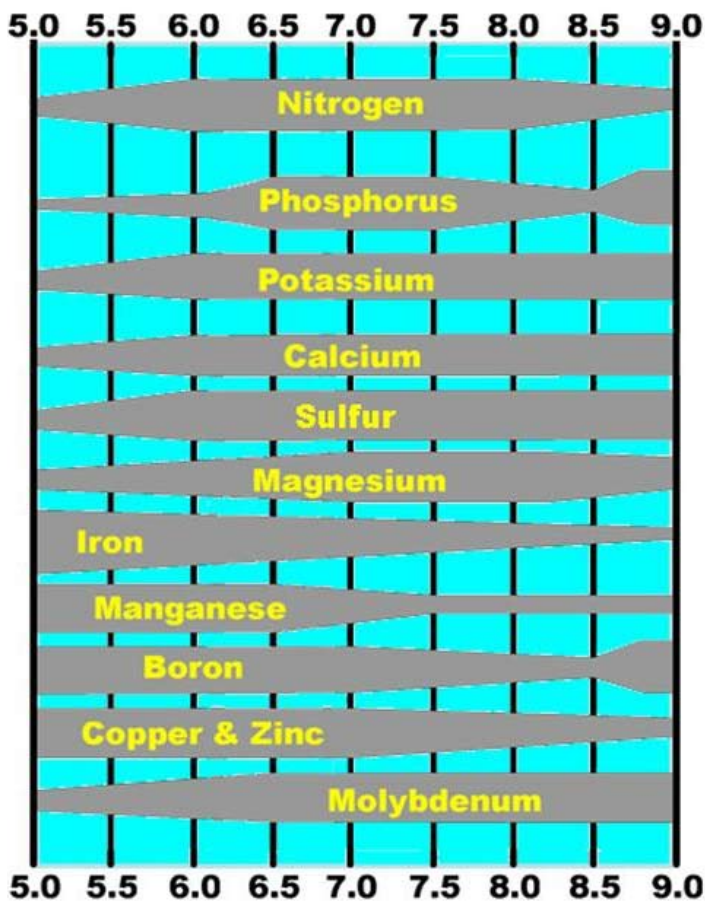 5.0 5.5 6.0 6.5 7.0 7.5 8.0 8.5 9.0
Nitrogen
Phosphorus
Potassium
Calcium
Sulfur
Magnesium
Iron
Manganese
Boron
Copper & Zinc
Molybdenum
5.0 5.5 6.0 6.5 7.0 7.5 8.0 8.5 9.0